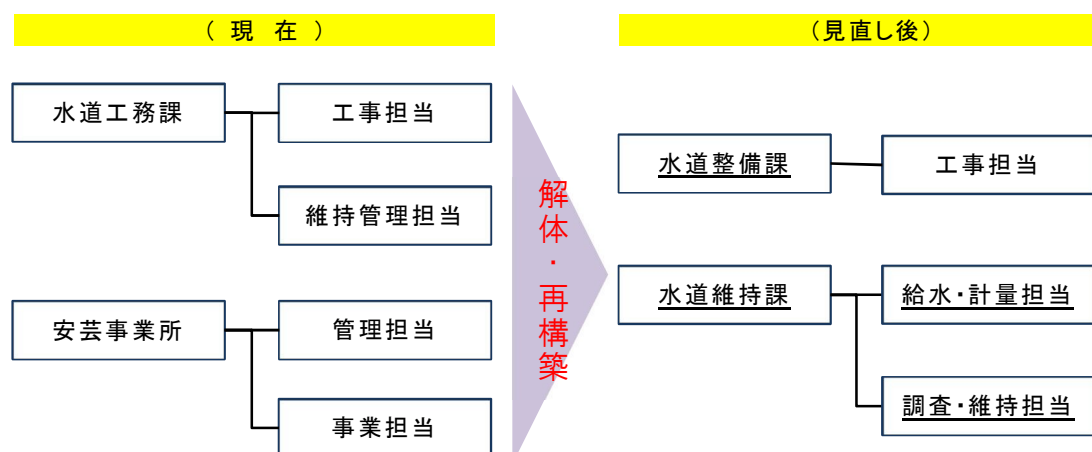 ( 現 在 )
(見直し後)
水道工務課
工事担当
維持管理担当
安芸事業所
管理担当
事業担当
解体・再構築
水道整備課
工事担当
水道維持課
給水・計量担当
調査・維持担当